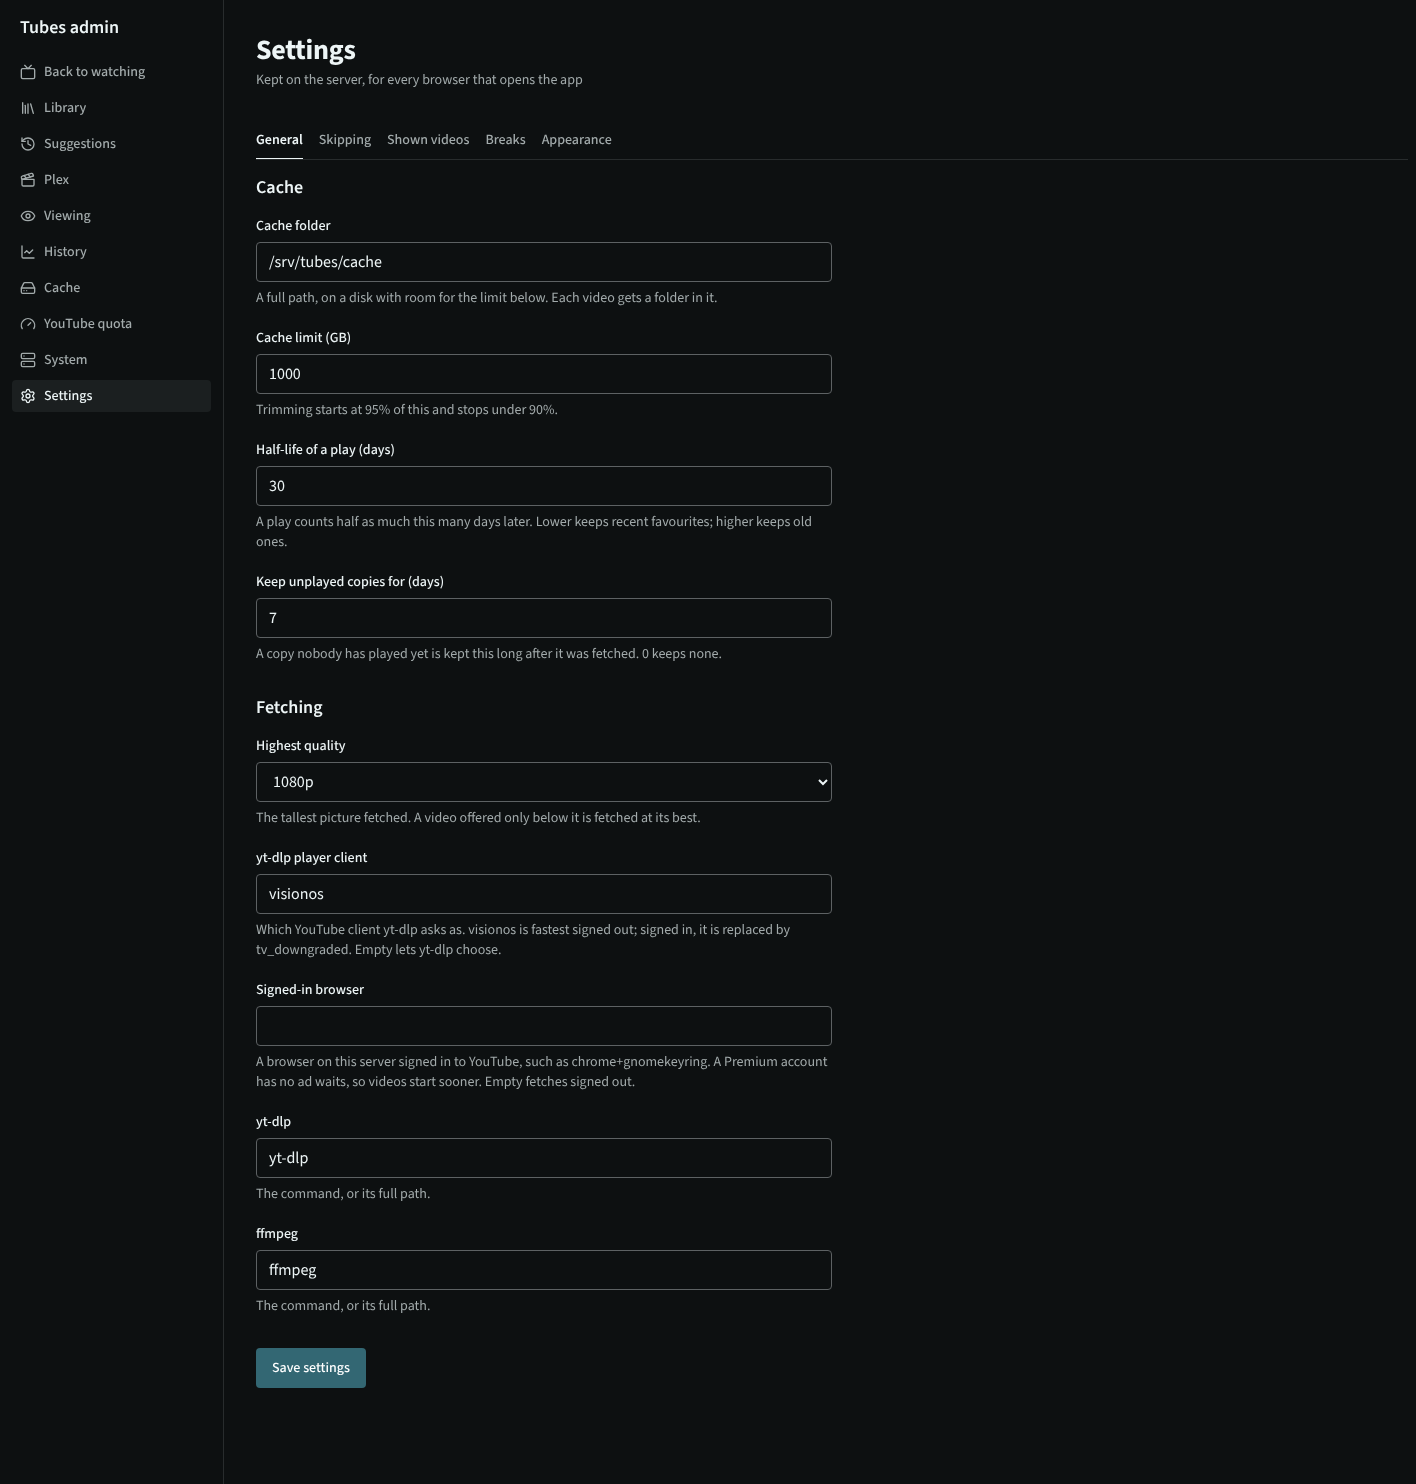 Tubes admin
Back to watching
Library
Suggestions
Plex
Viewing
History
Cache
YouTube quota
System
Settings
Settings
Kept on the server, for every browser that opens the app
General Skipping Shown videos Breaks Appearance
Cache
Cache folder
/srv/tubes/cache
A full path, on a disk with room for the limit below. Each video gets a folder in it.
Cache limit (GB)
1000
Trimming starts at 95% of this and stops under 90%.
Half-life of a play (days)
30
A play counts half as much this many days later. Lower keeps recent favourites; higher keeps old
ones.
Keep unplayed copies for (days)
7
A copy nobody has played yet is kept this long after it was fetched. 0 keeps none.
Fetching
Highest quality
1080p
The tallest picture fetched. A video offered only below it is fetched at its best.
yt-dlp player client
visionos
Which YouTube client yt-dlp asks as. visionos is fastest signed out; signed in, it is replaced by
tv_downgraded. Empty lets yt-dlp choose.
Signed-in browser
A browser on this server signed in to YouTube, such as chrome+gnomekeyring. A Premium account
has no ad waits, so videos start sooner. Empty fetches signed out.
yt-dlp
yt-dlp
The command, or its full path.
ffmpeg
ffmpeg
The command, or its full path.
Save settings